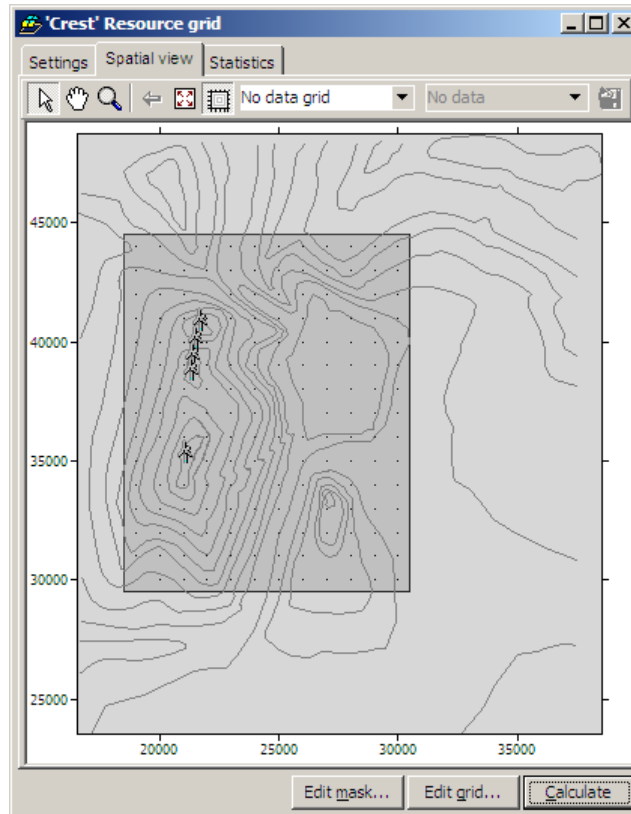 'Crest' Resource grid
Settings Spatial view Statistics
No data grid No data
45000
40000
35000
30000
25000
20000 25000 30000 35000
Edit mask... Edit grid... Calculate